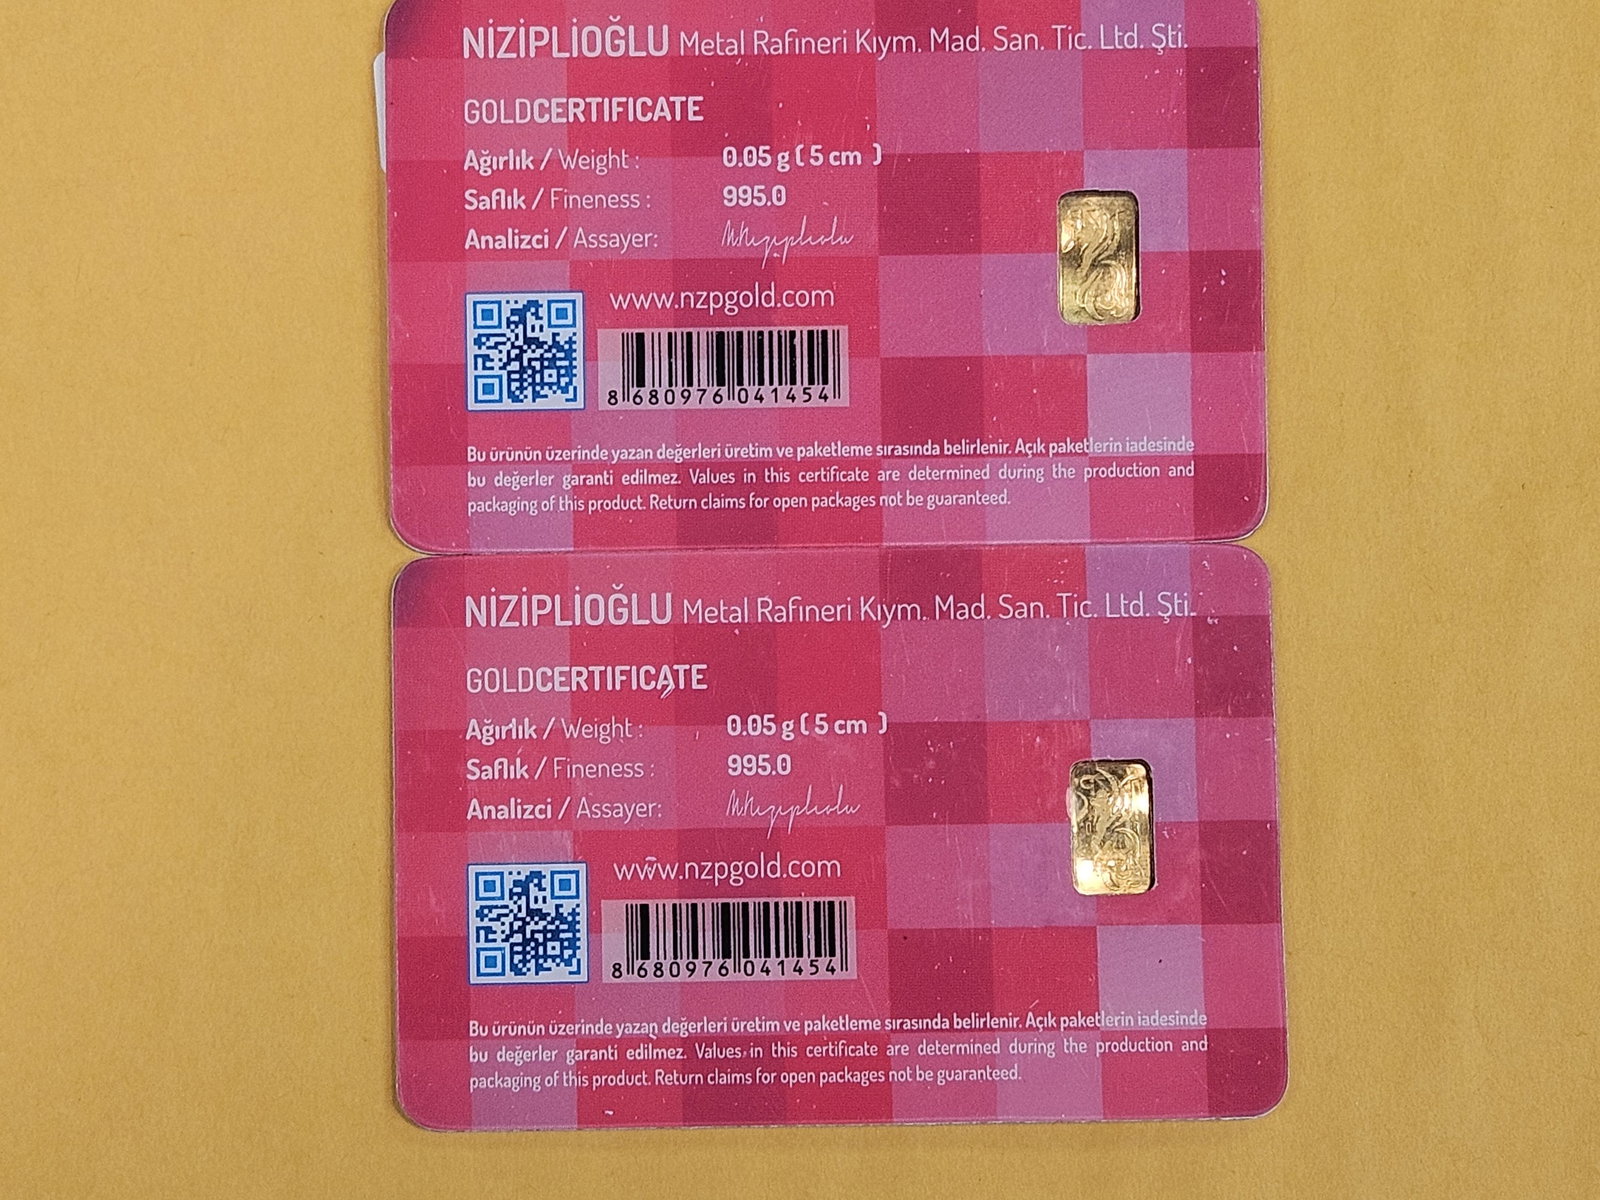 NİZİPLİOĞLU Metal Rafineri Kıym. Mad. San. Tic. Ltd. Şti.
GOLDCERTIFICATE
Ağırlık / Weight : 0.05 g ( 5 cm )
Saflık / Fineness : 995.0
Analizci / Assayer:
www.nzpgold.com
8 680976 041454
Bu ürünün üzerinde yazan değerleri üretim ve paketleme sırasında belirlenir. Açık paketlerin iadesinde
bu değerler garanti edilmez. Values in this certificate are determined during the production and
packaging of this product. Return claims for open packages not be guaranteed.
NİZİPLİOĞLU Metal Rafineri Kıym. Mad. San. Tic. Ltd. Şti.
GOLDCERTIFICATE
Ağırlık / Weight : 0.05 g ( 5 cm )
Saflık / Fineness : 995.0
Analizci / Assayer:
www.nzpgold.com
8 680976 041454
Bu ürünün üzerinde yazan değerleri üretim ve paketleme sırasında belirlenir. Açık paketlerin iadesinde
bu değerler garanti edilmez. Values in this certificate are determined during the production and
packaging of this product. Return claims for open packages not be guaranteed.